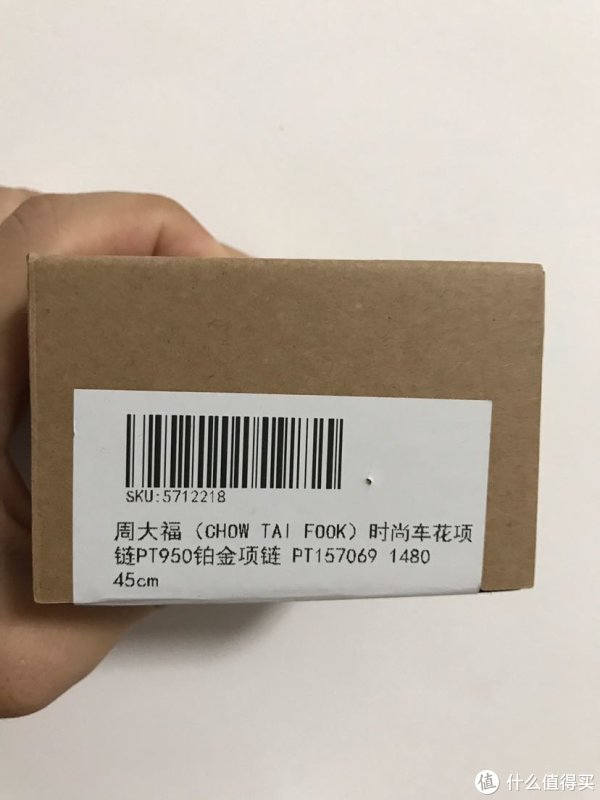 SKU:5712218
周大福（CHOW TAI FOOK）时尚车花项
链PT950铂金项链 PT157069 1480
45cm
值 什么值得买